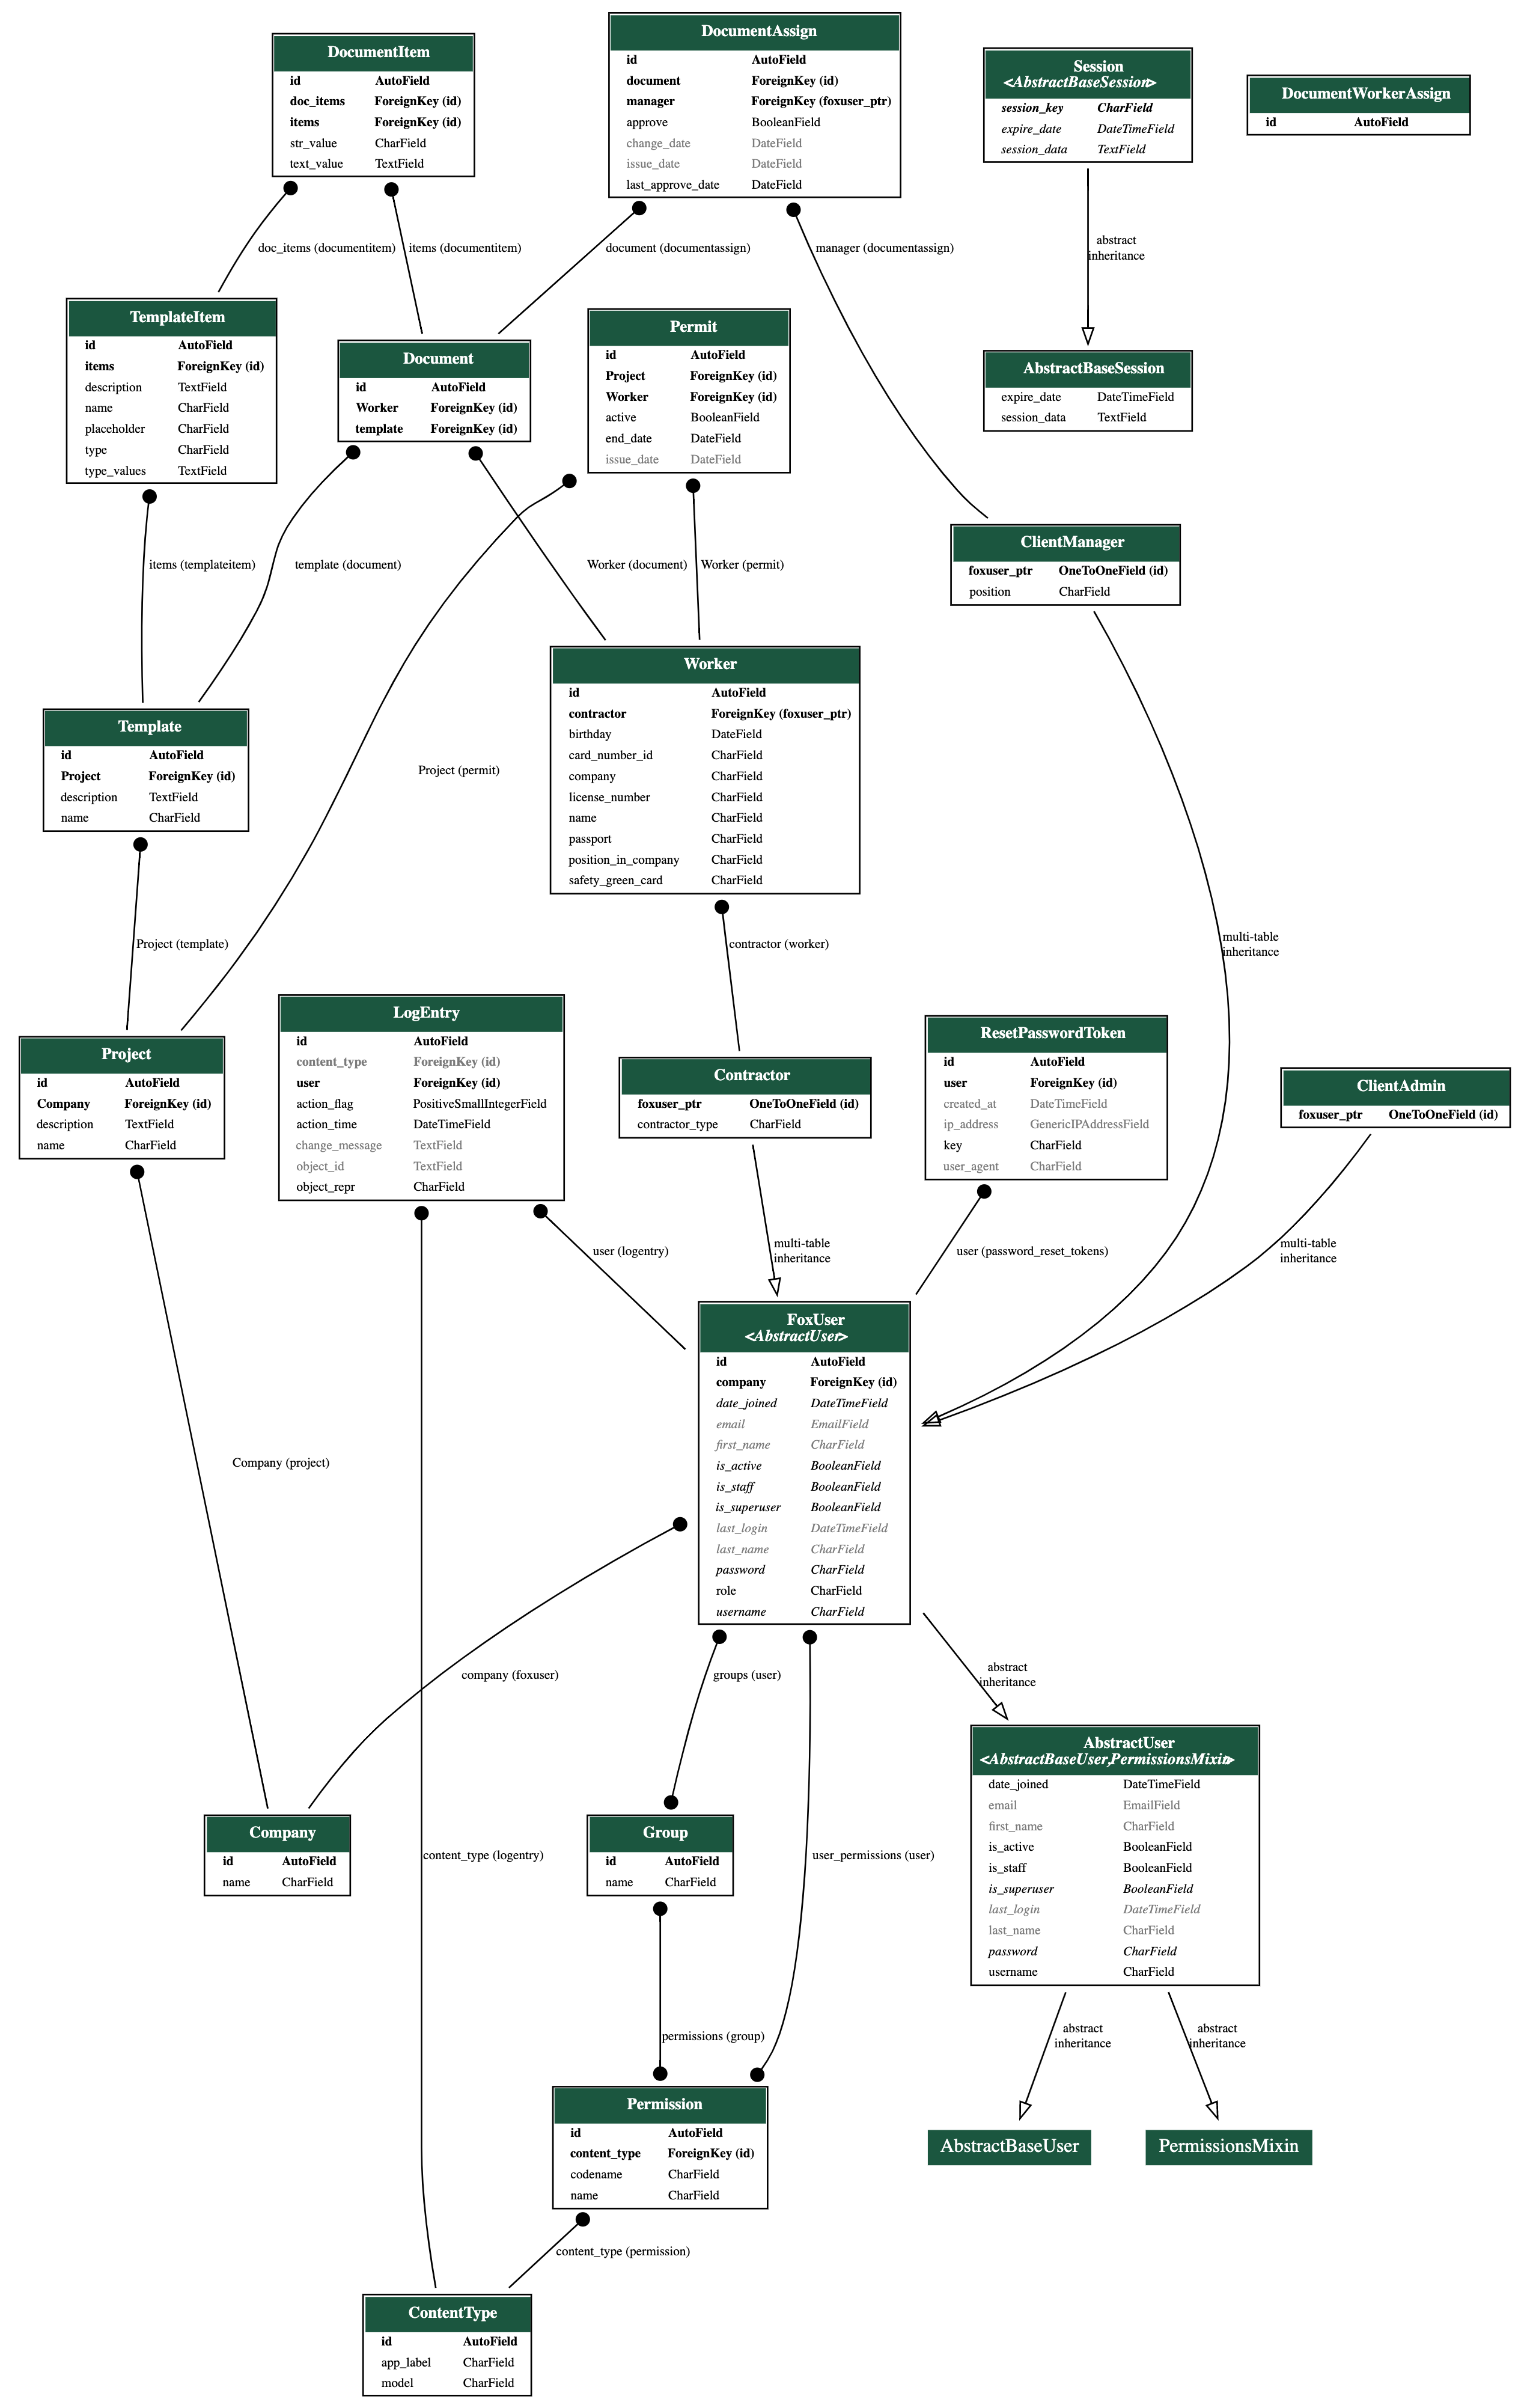 DocumentItem
id AutoField
doc_items ForeignKey (id)
items ForeignKey (id)
str_value CharField
text_value TextField
DocumentAssign
id AutoField
document ForeignKey (id)
manager ForeignKey (foxuser_ptr)
approve BooleanField
change_date DateField
issue_date DateField
last_approve_date DateField
Session
<AbstractBaseSession>
session_key CharField
expire_date DateTimeField
session_data TextField
DocumentWorkerAssign
id AutoField
doc_items (documentitem)
items (documentitem)
document (documentassign)
manager (documentassign)
abstract
inheritance
TemplateItem
id AutoField
items ForeignKey (id)
description TextField
name CharField
placeholder CharField
type CharField
type_values TextField
Document
id AutoField
Worker ForeignKey (id)
template ForeignKey (id)
Permit
id AutoField
Project ForeignKey (id)
Worker ForeignKey (id)
active BooleanField
end_date DateField
issue_date DateField
AbstractBaseSession
expire_date DateTimeField
session_data TextField
items (templateitem)
template (document)
Worker (document)
Worker (permit)
ClientManager
foxuser_ptr OneToOneField (id)
position CharField
Template
id AutoField
Project ForeignKey (id)
description TextField
name CharField
Project (permit)
Worker
id AutoField
contractor ForeignKey (foxuser_ptr)
birthday DateField
card_number_id CharField
company CharField
license_number CharField
name CharField
passport CharField
position_in_company CharField
safety_green_card CharField
Project (template)
contractor (worker)
multi-table
inheritance
Project
id AutoField
Company ForeignKey (id)
description TextField
name CharField
LogEntry
id AutoField
content_type ForeignKey (id)
user ForeignKey (id)
action_flag PositiveSmallIntegerField
action_time DateTimeField
change_message TextField
object_id TextField
object_repr CharField
Contractor
foxuser_ptr OneToOneField (id)
contractor_type CharField
ResetPasswordToken
id AutoField
user ForeignKey (id)
created_at DateTimeField
ip_address GenericIPAddressField
key CharField
user_agent CharField
ClientAdmin
foxuser_ptr OneToOneField (id)
user (logentry)
multi-table
inheritance
user (password_reset_tokens)
multi-table
inheritance
FoxUser
<AbstractUser>
id AutoField
company ForeignKey (id)
date_joined DateTimeField
email EmailField
first_name CharField
is_active BooleanField
is_staff BooleanField
is_superuser BooleanField
last_login DateTimeField
last_name CharField
password CharField
role CharField
username CharField
Company (project)
company (foxuser)
groups (user)
abstract
inheritance
AbstractUser
<AbstractBaseUser,PermissionsMixin>
date_joined DateTimeField
email EmailField
first_name CharField
is_active BooleanField
is_staff BooleanField
is_superuser BooleanField
last_login DateTimeField
last_name CharField
password CharField
username CharField
Company
id AutoField
name CharField
content_type (logentry)
Group
id AutoField
name CharField
user_permissions (user)
permissions (group)
abstract
inheritance
abstract
inheritance
Permission
id AutoField
content_type ForeignKey (id)
codename CharField
name CharField
AbstractBaseUser
PermissionsMixin
content_type (permission)
ContentType
id AutoField
app_label CharField
model CharField